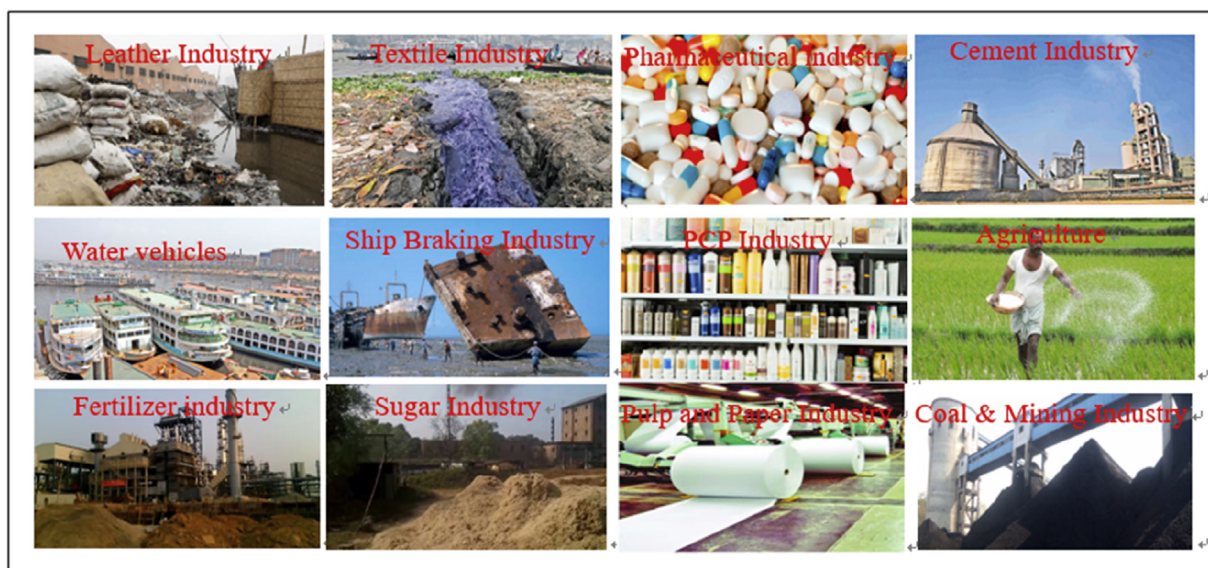 Leather Industry
Textile Industry
Pharmaceutical Industry
Cement Industry
Water vehicles
Ship Braking Industry
PCP Industry
Agriculture
Fertilizer industry
Sugar Industry
Pulp and Paper Industry
Coal & Mining Industry